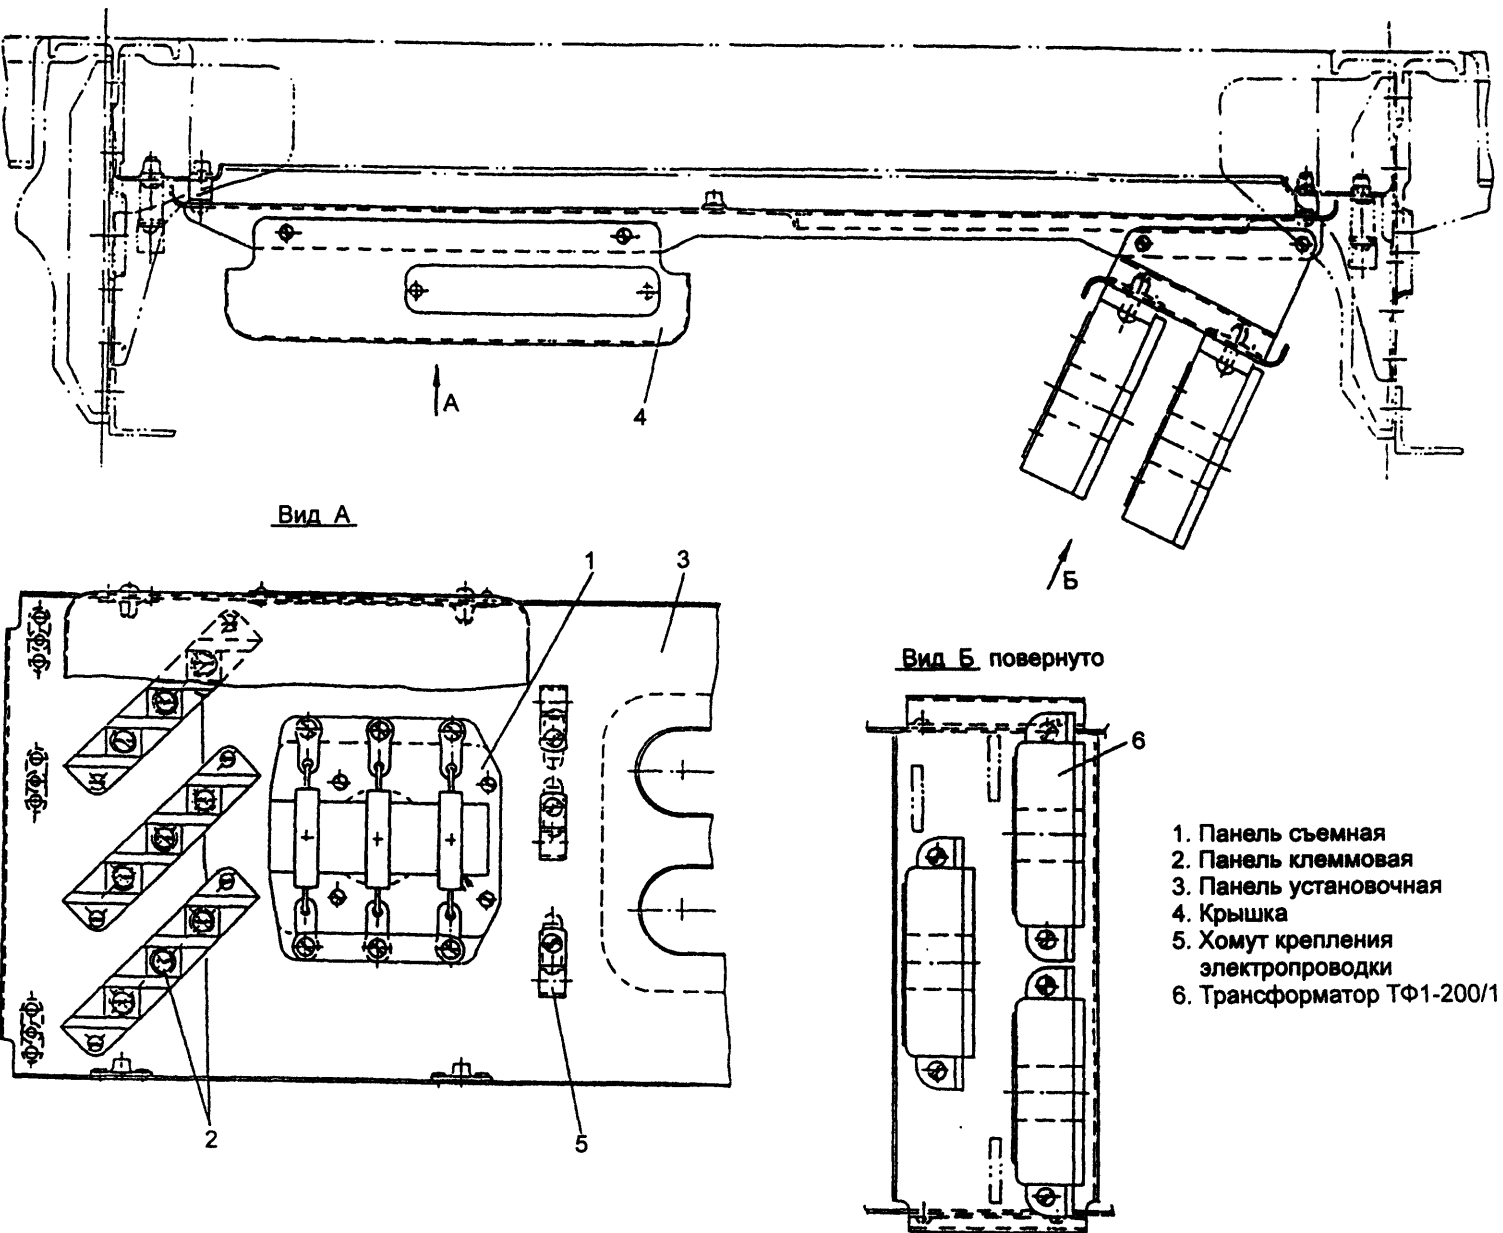 А
4
Б
Вид А
1
3
2
5
Вид Б повернуто
6
1. Панель съемная
2. Панель клеммовая
3. Панель установочная
4. Крышка
5. Хомут крепления
электропроводки
6. Трансформатор ТФ1-200/1